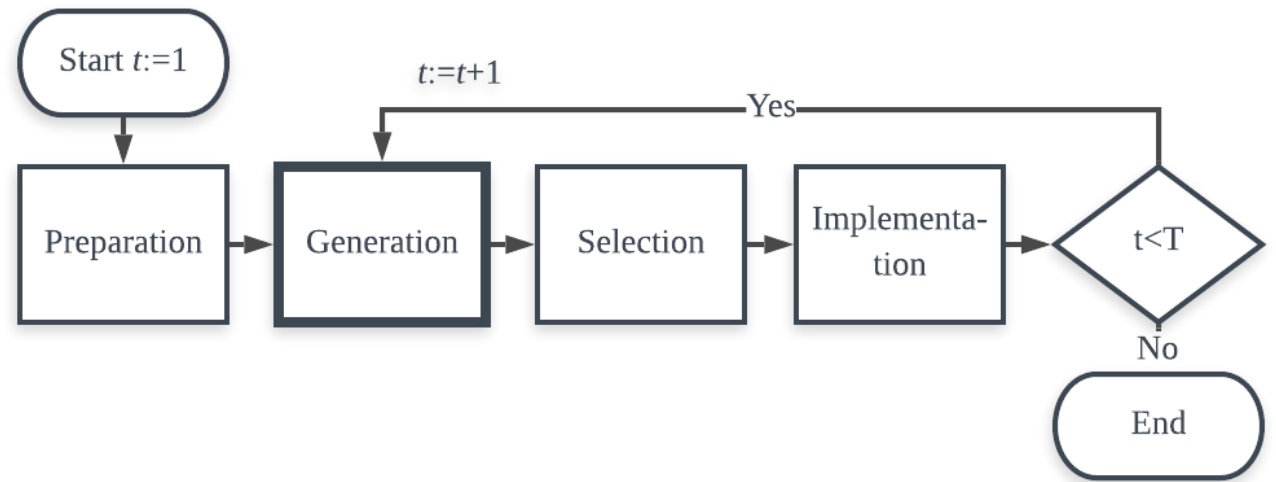 Start t:=1
t:=t+1
Yes
Preparation
Generation
Selection
Implementa-
tion
t<T
No
End